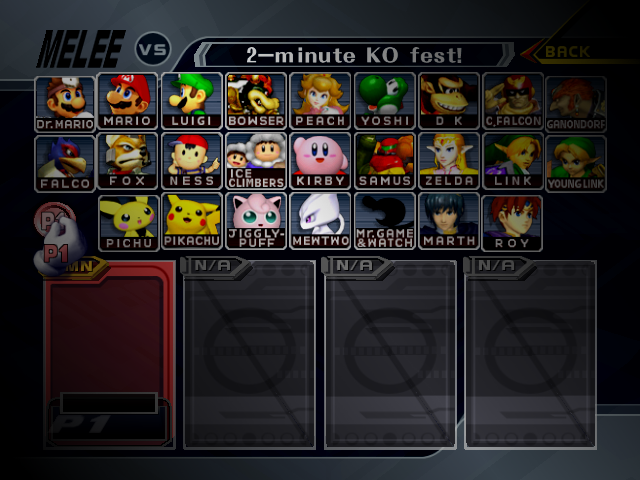 MELEE VS 2-minute KO fest! BACK
Dr.MARIO MARIO LUIGI BOWSER PEACH YOSHI D K C.FALCON GANONDORF
FALCO FOX NESS ICE CLIMBERS KIRBY SAMUS ZELDA LINK YOUNG LINK
PICHU PIKACHU JIGGLY-PUFF MEWTWO Mr.GAME &WATCH MARTH ROY
P1
P1
MN N/A N/A N/A
P1